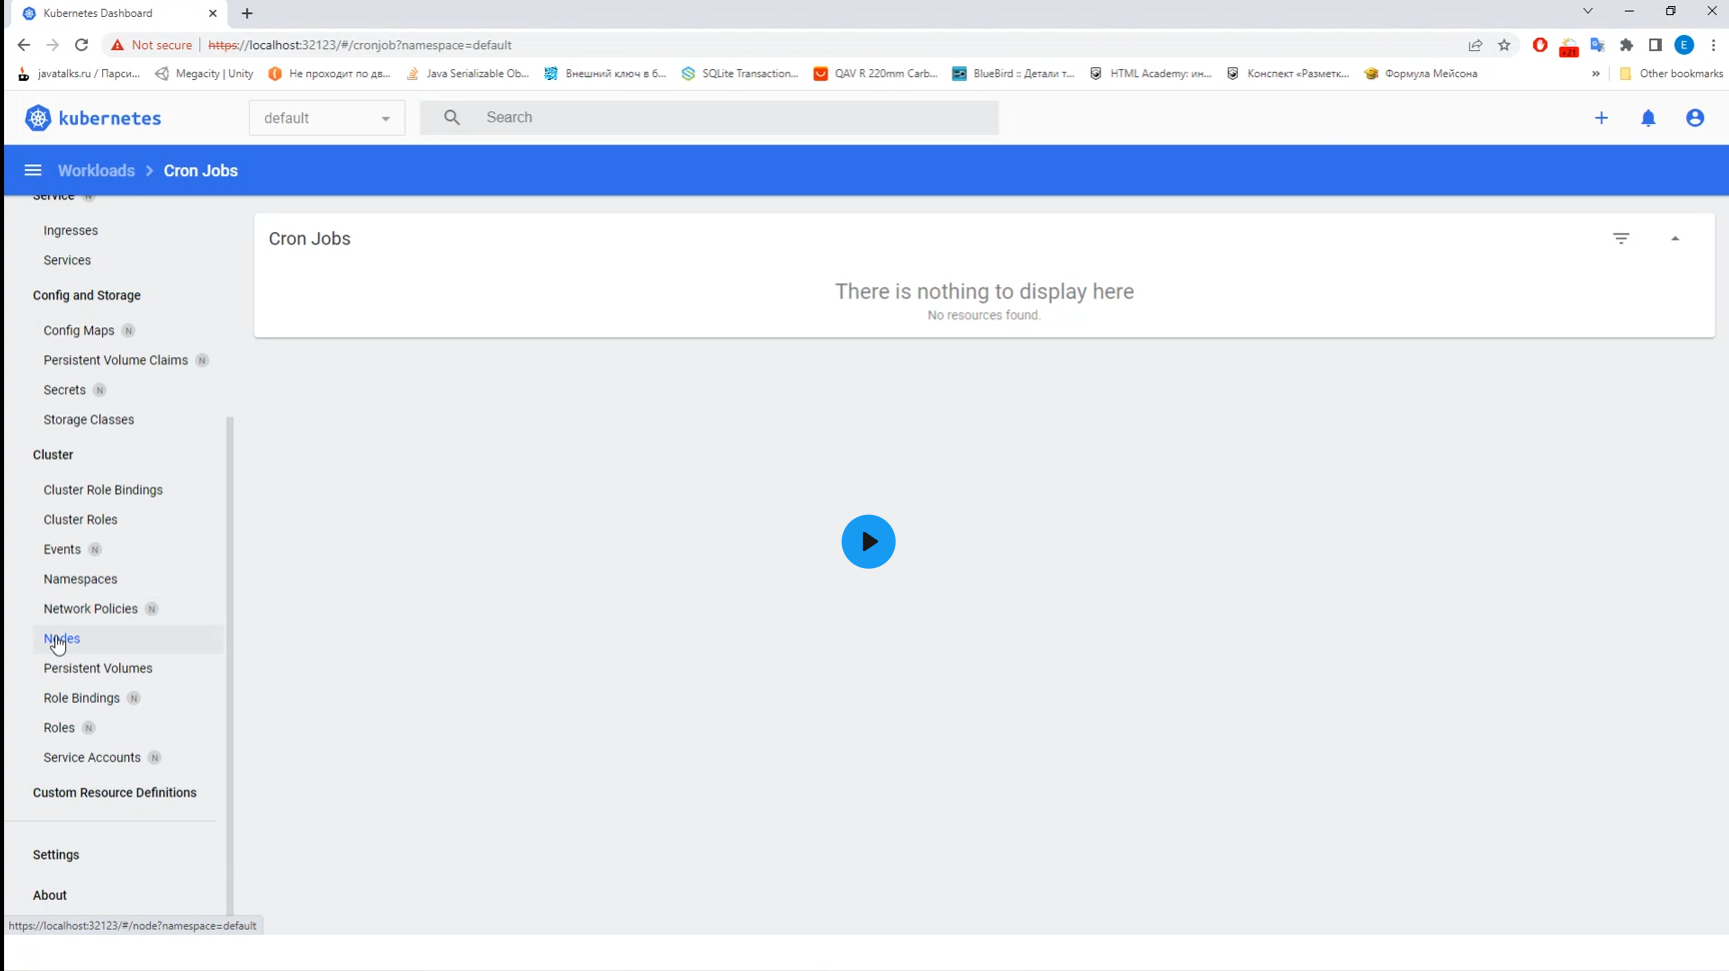 Kubernetes Dashboard
Not secure https://localhost:32123/#/cronjob?namespace=default
+21
E
javatalks.ru / Парси...
Megacity | Unity
Не проходит по дв...
Java Serializable Ob...
Внешний ключ в б...
SQLite Transaction...
QAV R 220mm Carb...
BlueBird :: Детали т...
HTML Academy: ин...
Конспект «Разметк...
Формула Мейсона
»
Other bookmarks
kubernetes
default
Search
Workloads > Cron Jobs
Service N
Ingresses
Services
Config and Storage
Config Maps N
Persistent Volume Claims N
Secrets N
Storage Classes
Cluster
Cluster Role Bindings
Cluster Roles
Events N
Namespaces
Network Policies N
Nodes
Persistent Volumes
Role Bindings N
Roles N
Service Accounts N
Custom Resource Definitions
Settings
About
https://localhost:32123/#/node?namespace=default
Cron Jobs
There is nothing to display here
No resources found.